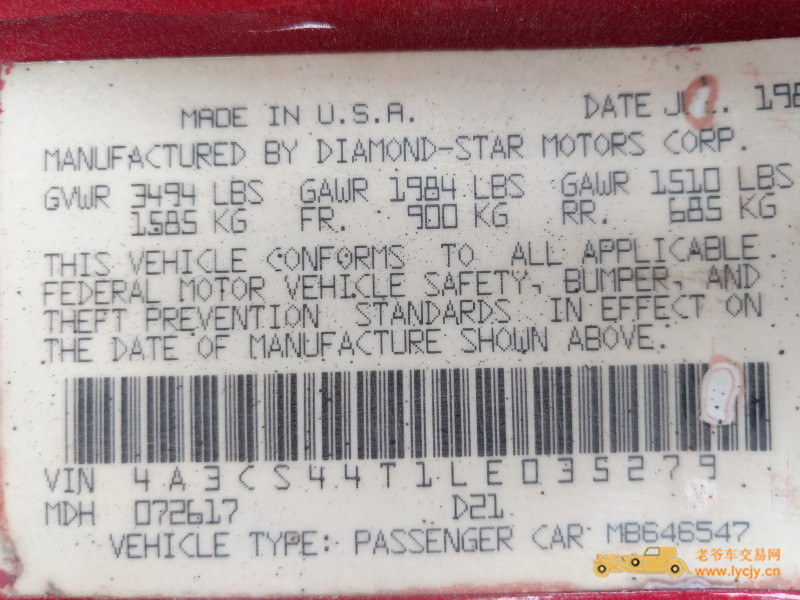 MADE IN U.S.A. DATE
MANUFACTURED BY DIAMOND-STAR MOTORS CORP.
GVWR 3494 LBS GAWR 1984 LBS GAWR 1510 LBS
1585 KG FR. 900 KG RR. 685 KG
THIS VEHICLE CONFORMS TO ALL APPLICABLE
FEDERAL MOTOR VEHICLE SAFETY, BUMPER, AND
THEFT PREVENTION STANDARDS IN EFFECT ON
THE DATE OF MANUFACTURE SHOWN ABOVE.
VIN 4A3CS44T1LE035279
MDH 072617 D21
VEHICLE TYPE: PASSENGER CAR MB646547
老爷车交易网
www.lycjy.cn